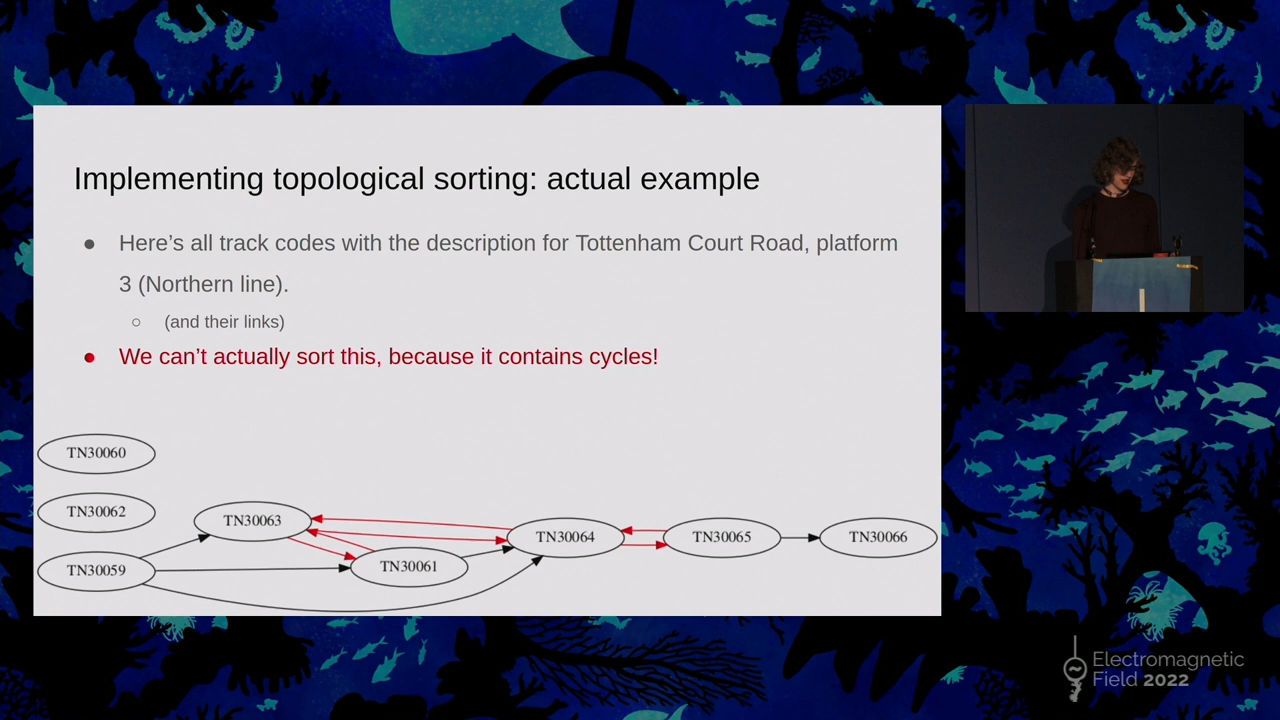 Implementing topological sorting: actual example
● Here’s all track codes with the description for Tottenham Court Road, platform
3 (Northern line).
○ (and their links)
● We can’t actually sort this, because it contains cycles!
TN30060
TN30062
TN30063
TN30064
TN30065
TN30066
TN30059
TN30061
Electromagnetic
Field 2022